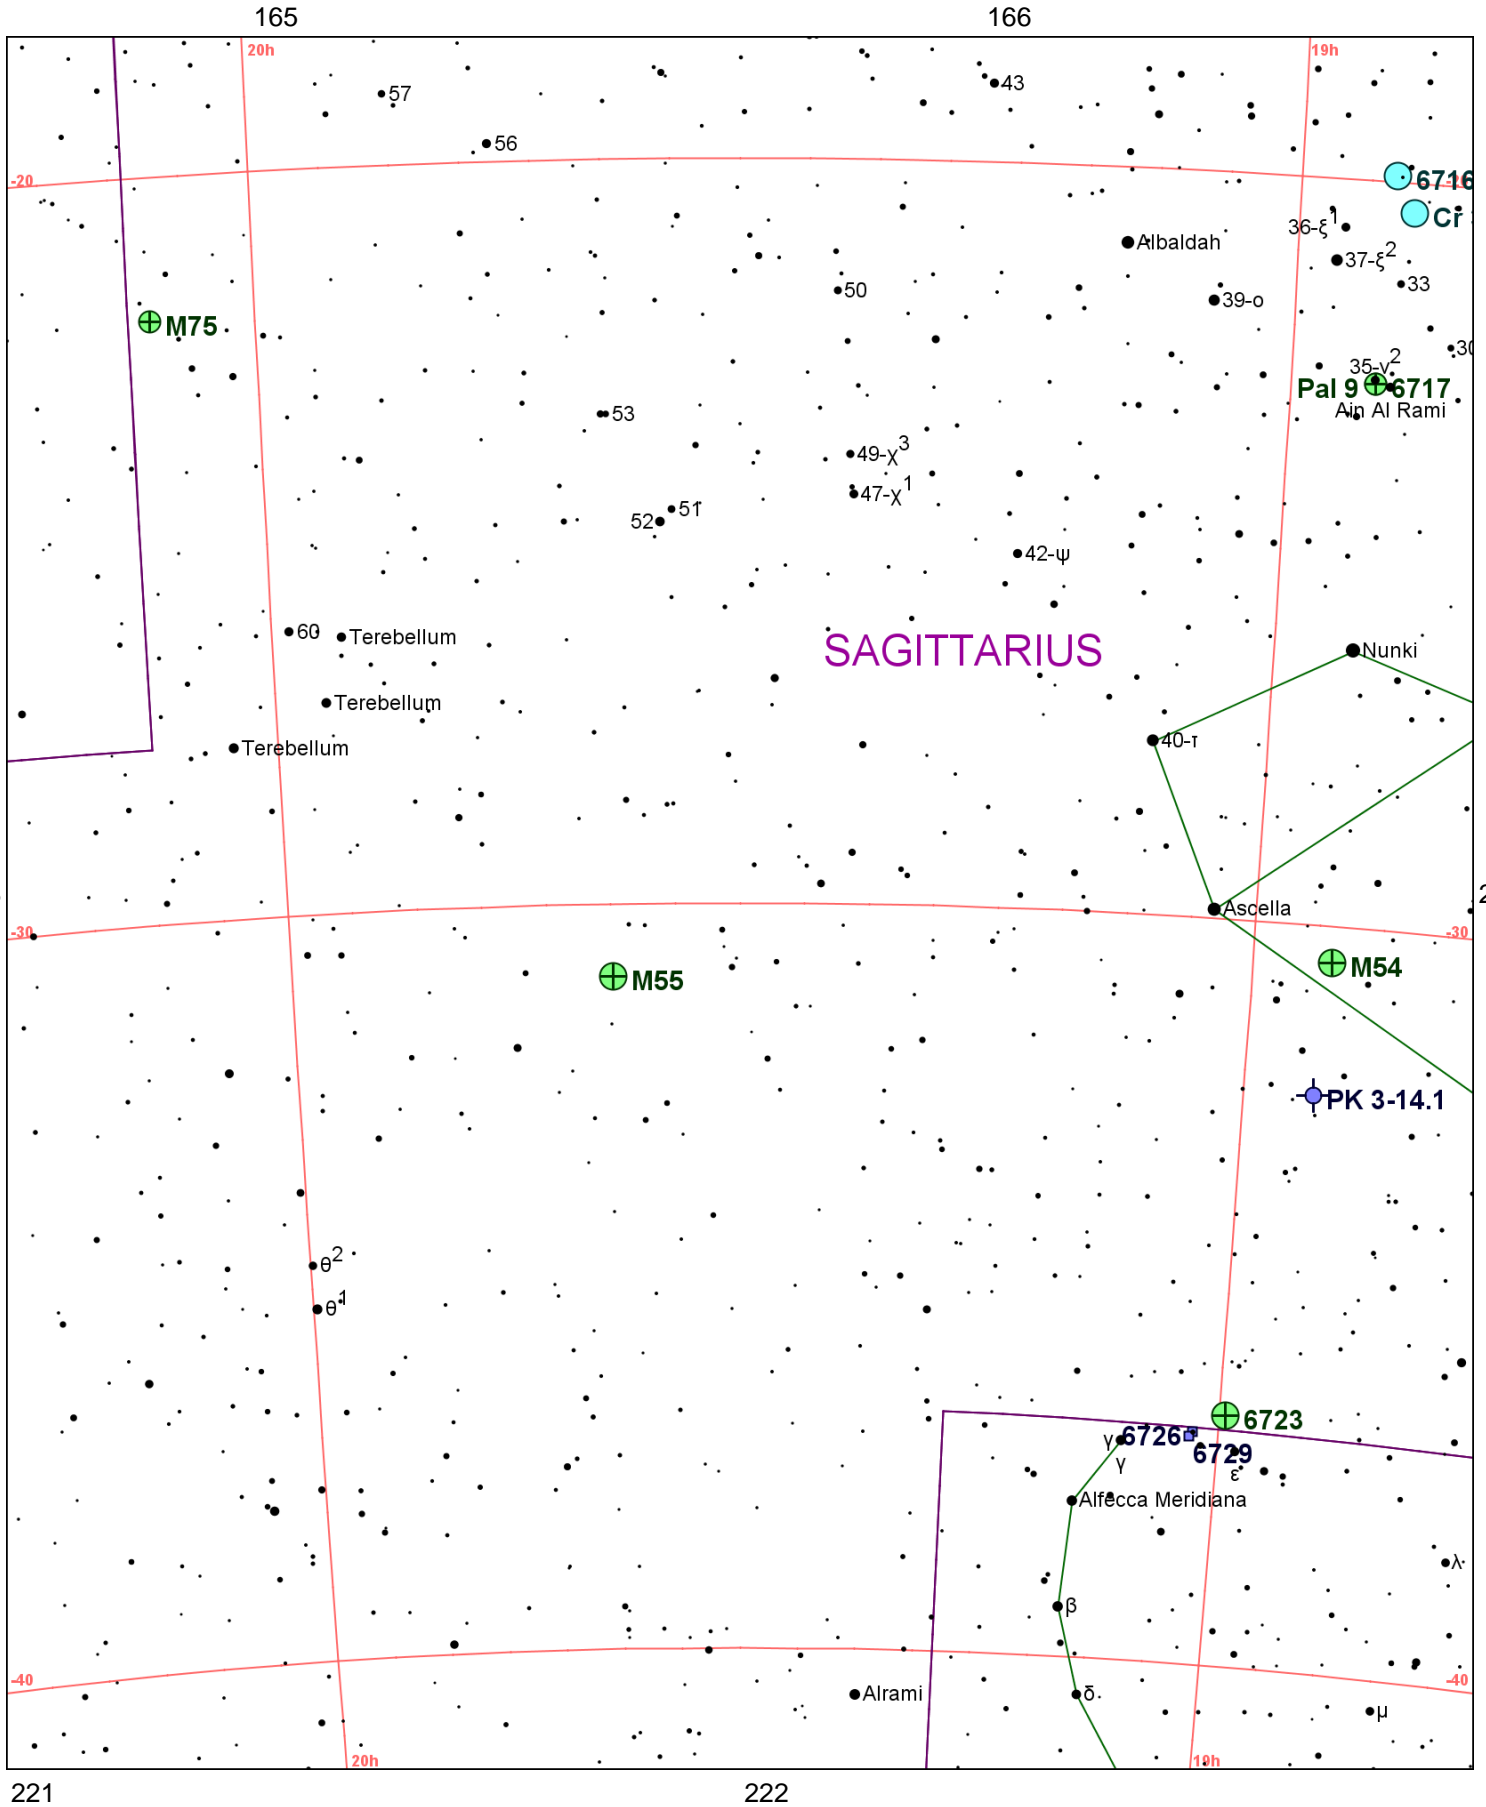 165 166
20h 19h
57 43
56
-20 -20
6716
Cr
36-ξ1
Albaldah
37-ξ2
33
50 39-ο
M75
30
35-ν2
Pal 9 6717
Ain Al Rami
53
49-χ3
47-χ1
51
52
42-ψ
60 Terebellum
SAGITTARIUS
Nunki
Terebellum
40-τ
Terebellum
Ascella
-30 -30
M54
M55
PK 3-14.1
θ2
θ1
6723
γ 6726
6729
γ
ε
Alfecca Meridiana
λ
β
-40 -40
Alrami δ
μ
20h 19h
221 222